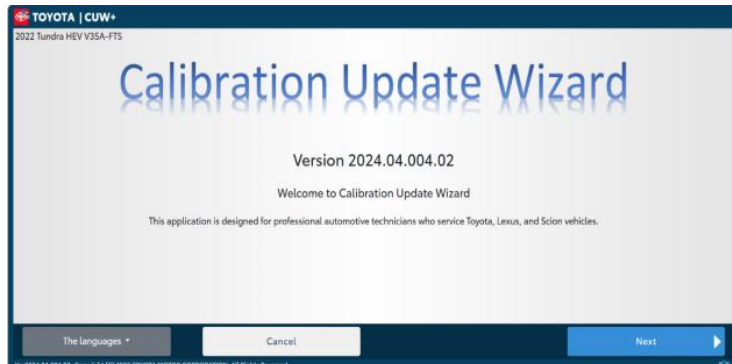 TOYOTA | CUW+
2022 Tundra HEV V35A-FTS
Calibration Update Wizard
Version 2024.04.004.02
Welcome to Calibration Update Wizard
This application is designed for professional automotive technicians who service Toyota, Lexus, and Scion vehicles.
The languages
Cancel
Next